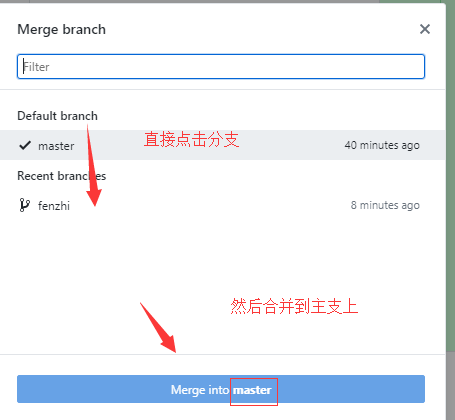 Merge branch
Filter
Default branch
直接点击分支
master 40 minutes ago
Recent branches
fenzhi 8 minutes ago
然后合并到主支上
Merge into master